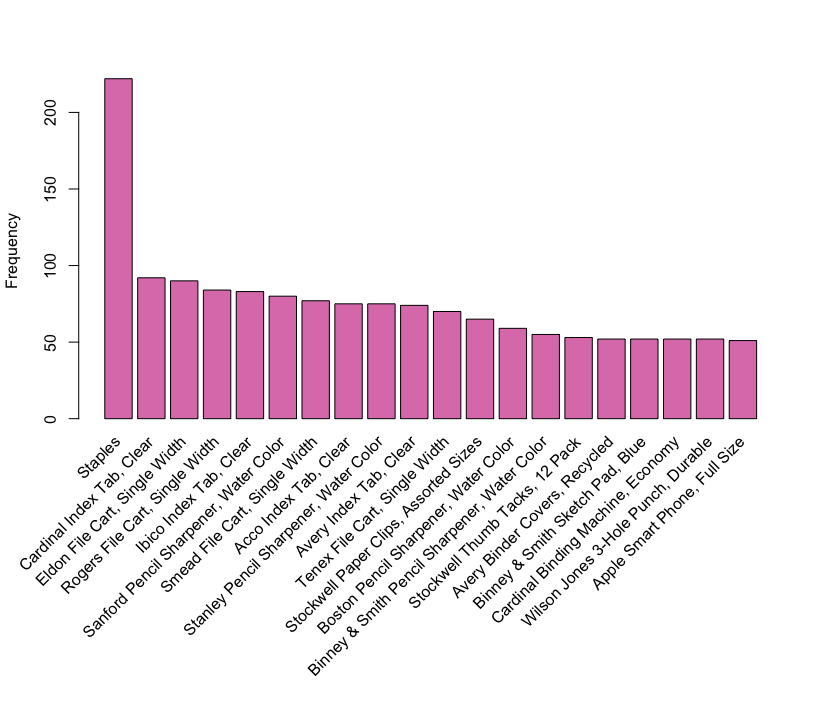 Frequency
200
150
100
50
0
Staples
Cardinal Index Tab, Clear
Eldon File Cart, Single Width
Rogers File Cart, Single Width
Ibico Index Tab, Clear
Sanford Pencil Sharpener, Water Color
Smead File Cart, Single Width
Acco Index Tab, Clear
Stanley Pencil Sharpener, Water Color
Avery Index Tab, Clear
Tenex File Cart, Single Width
Stockwell Paper Clips, Assorted Sizes
Boston Pencil Sharpener, Water Color
Binney & Smith Pencil Sharpener, Water Color
Stockwell Thumb Tacks, 12 Pack
Avery Binder Covers, Recycled
Binney & Smith Sketch Pad, Blue
Cardinal Binding Machine, Economy
Wilson Jones 3-Hole Punch, Durable
Apple Smart Phone, Full Size